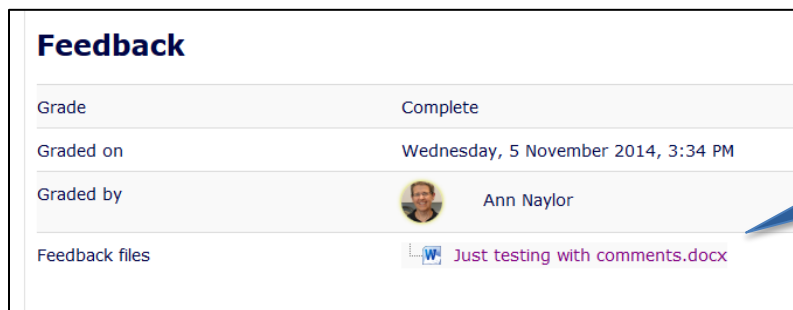 Feedback
Grade Complete
Graded on Wednesday, 5 November 2014, 3:34 PM
Graded by Ann Naylor
Feedback files Just testing with comments.docx